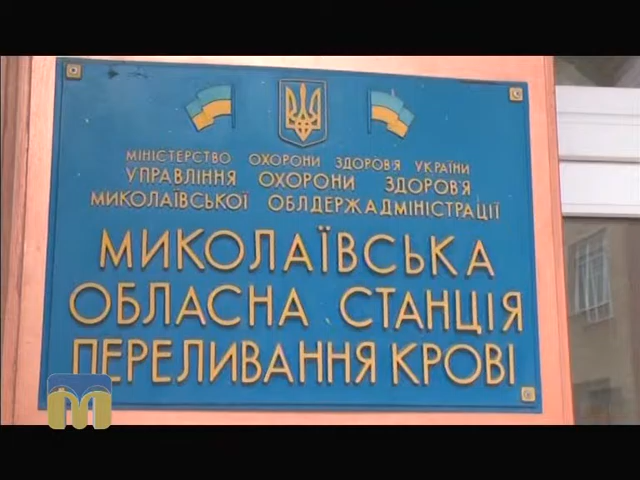 МІНІСТЕРСТВО ОХОРОНИ ЗДОРОВ'Я УКРАЇНИ
УПРАВЛІННЯ ОХОРОНИ ЗДОРОВ'Я
МИКОЛАЇВСЬКОЇ ОБЛДЕРЖАДМІНІСТРАЦІЇ
МИКОЛАЇВСЬКА
ОБЛАСНА СТАНЦІЯ
ПЕРЕЛИВАННЯ КРОВІ